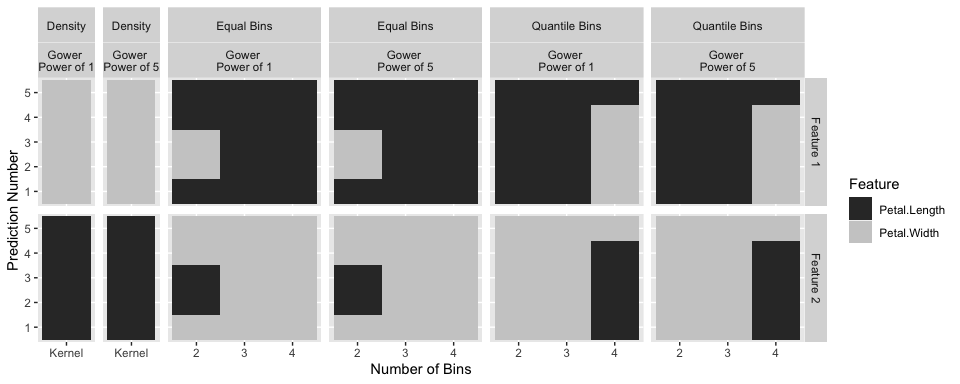 Density Density Equal Bins Equal Bins Quantile Bins Quantile Bins
Gower Gower Gower Gower Gower Gower
Power of 1 Power of 5 Power of 1 Power of 5 Power of 1 Power of 5
Prediction Number
5
4
3
2
1
Feature 1
5
4
3
2
1
Feature 2
Kernel Kernel 2 3 4 2 3 4 2 3 4 2 3 4
Number of Bins
Feature
Petal.Length
Petal.Width